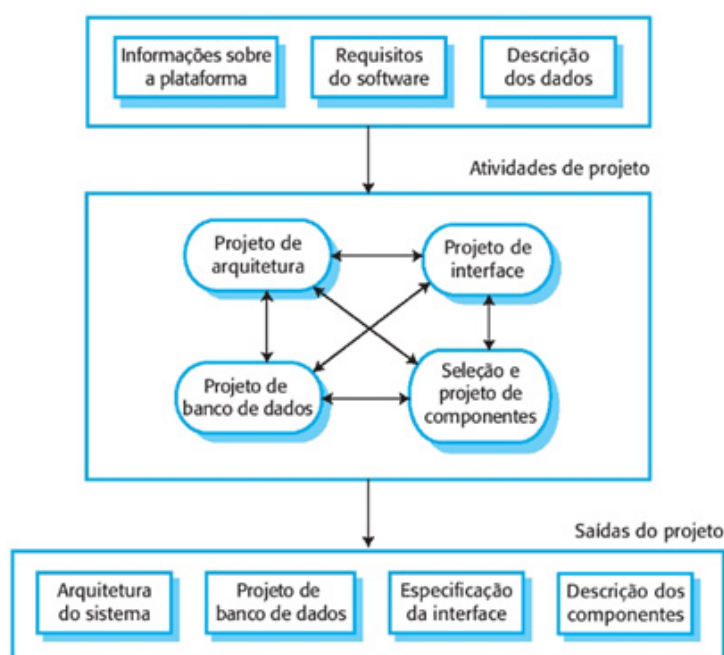 Informações sobre
a plataforma
Requisitos
do software
Descrição
dos dados
Atividades de projeto
Projeto de
arquitetura
Projeto de
interface
Projeto de
banco de dados
Seleção e
projeto de
componentes
Saídas do projeto
Arquitetura
do sistema
Projeto de
banco de dados
Especificação
da interface
Descrição dos
componentes